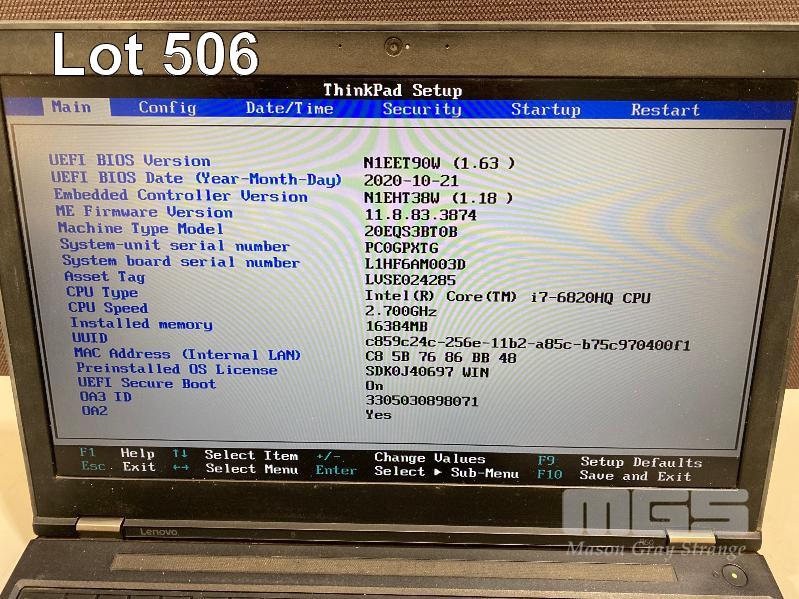 Lot 506
ThinkPad Setup
Main Config Date/Time Security Startup Restart
UEFI BIOS Version N1EET90W (1.63 )
UEFI BIOS Date (Year-Month-Day) 2020-10-21
Embedded Controller Version N1EHT38W (1.18 )
ME Firmware Version 11.8.83.3874
Machine Type Model 20EQS3BT0B
System-unit serial number PC0GPXTG
System board serial number L1HF6AM003D
Asset Tag LVSE024285
CPU Type Intel(R) Core(TM) i7-6820HQ CPU
CPU Speed 2.700GHz
Installed memory 16384MB
UUID c859c24c-256e-11b2-a85c-b75c970400f1
MAC Address (Internal LAN) C8 5B 76 86 BB 48
Preinstalled OS License SDK0J40697 WIN
UEFI Secure Boot On
OA3 ID 3305030898071
OA2 Yes
F1 Help ↑↓ Select Item +/- Change Values F9 Setup Defaults
Esc Exit ←→ Select Menu Enter Select ▶ Sub-Menu F10 Save and Exit
MGS
Lenovo
Mason Gray Strange